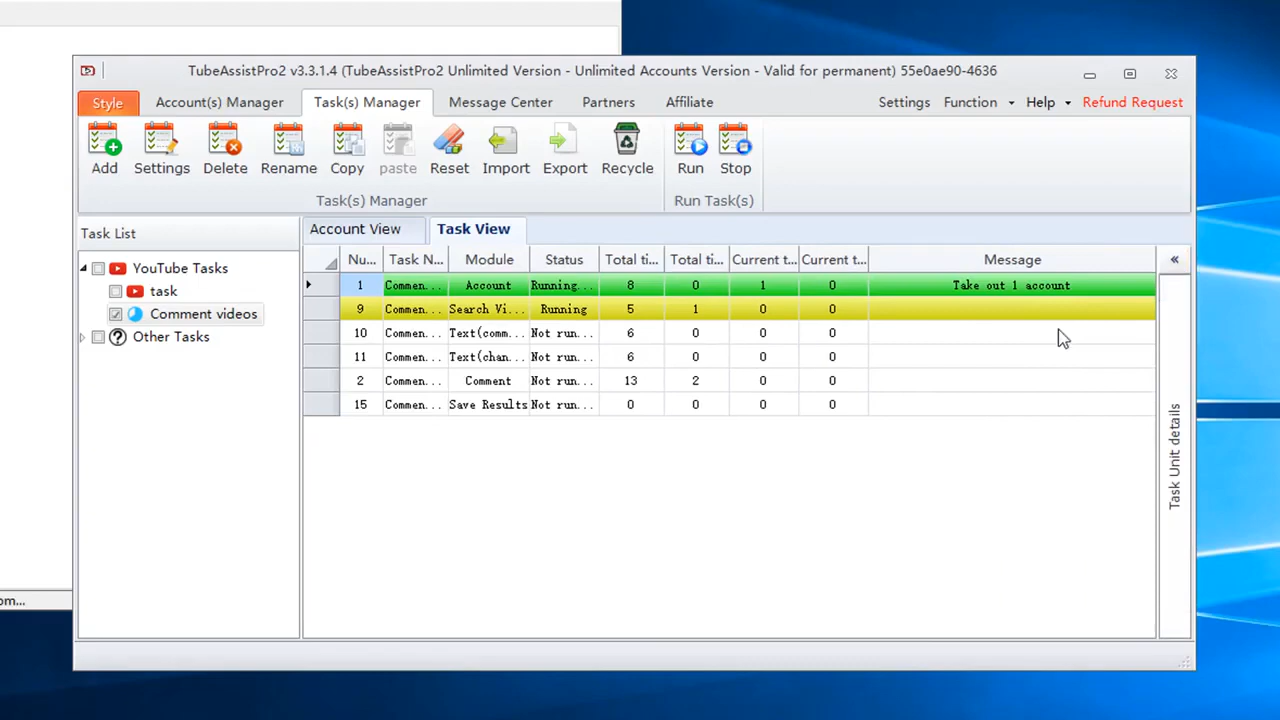 TubeAssistPro2 v3.3.1.4 (TubeAssistPro2 Unlimited Version - Unlimited Accounts Version - Valid for permanent) 55e0ae90-4636
Style Account(s) Manager Task(s) Manager Message Center Partners Affiliate Settings Function Help Refund Request
Add Settings Delete Rename Copy paste Reset Import Export Recycle Run Stop
Task(s) Manager Run Task(s)
Task List
YouTube Tasks
task
Comment videos
Other Tasks
Account View Task View
Nu... Task N... Module Status Total ti... Total ti... Current t... Current t... Message
1 Commen... Account Running... 8 0 1 0 Take out 1 account
9 Commen... Search Vi... Running 5 1 0 0
10 Commen... Text(comm... Not run... 6 0 0 0
11 Commen... Text(chan... Not run... 6 0 0 0
2 Commen... Comment Not run... 13 2 0 0
15 Commen... Save Results Not run... 0 0 0 0
Task Unit details
om...